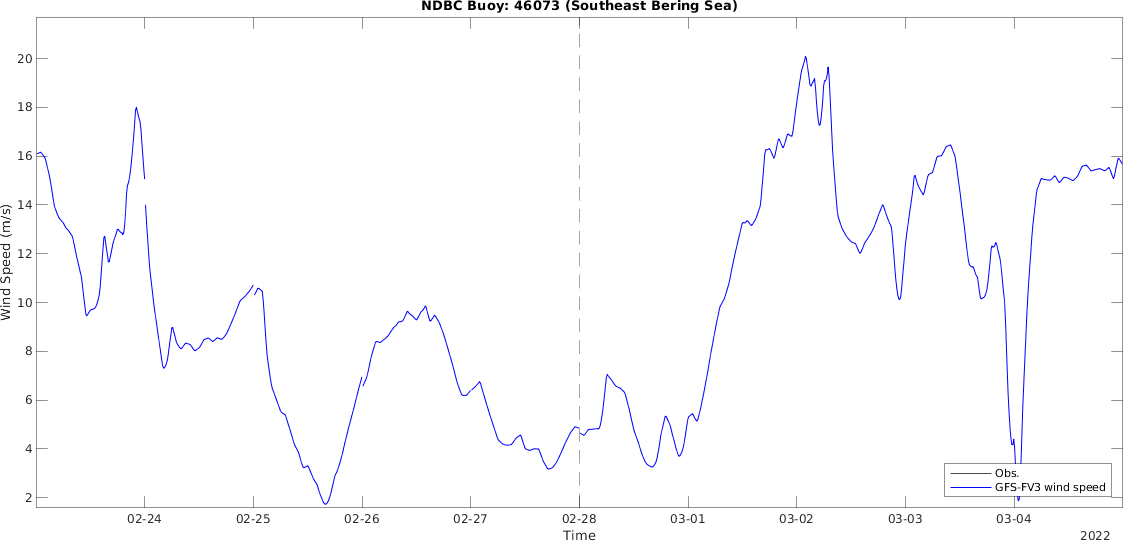 NDBC Buoy: 46073 (Southeast Bering Sea)
20
18
16
14
12
10
8
6
4
2
Wind Speed (m/s)
Obs.
GFS-FV3 wind speed
02-24 02-25 02-26 02-27 02-28 03-01 03-02 03-03 03-04
Time
2022